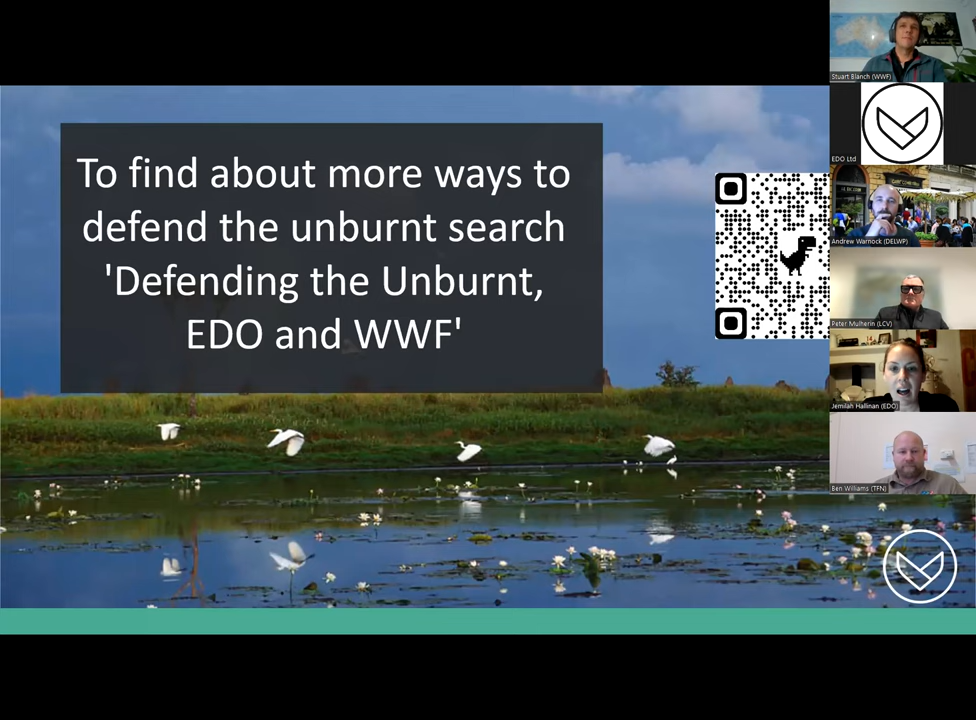 To find about more ways to
defend the unburnt search
'Defending the Unburnt,
EDO and WWF'
Stuart Blanch (WWF)
EDO Ltd
Andrew Warnock (DELWP)
Peter Mulherin (LCV)
Jemilah Hallinan (EDO)
Ben Williams (TFN)